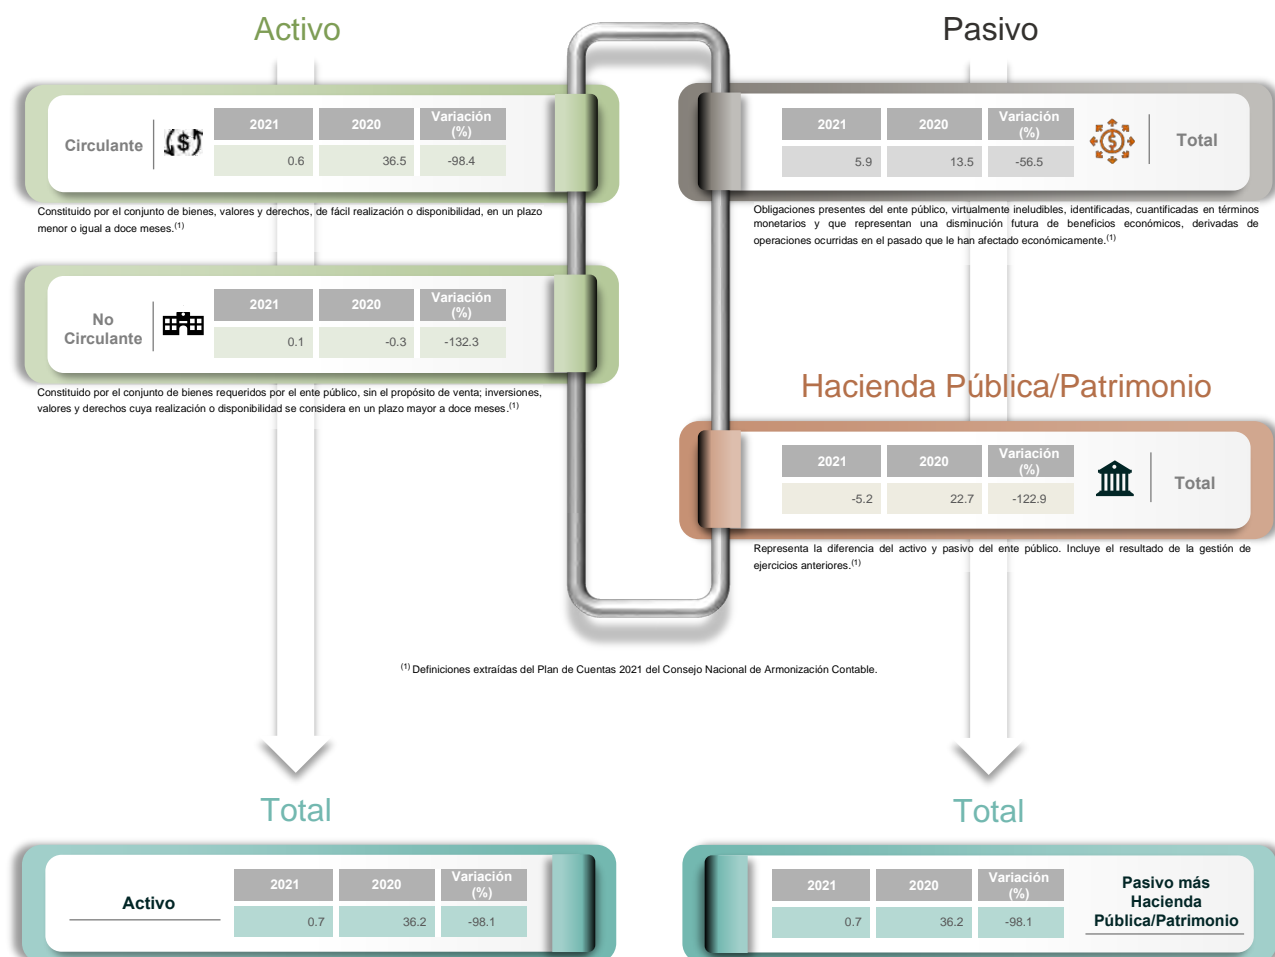 Activo
Circulante
2021 2020 Variación (%)
0.6 36.5 -98.4
Constituido por el conjunto de bienes, valores y derechos, de fácil realización o disponibilidad, en un plazo
menor o igual a doce meses.(1)
No
Circulante
2021 2020 Variación (%)
0.1 -0.3 -132.3
Constituido por el conjunto de bienes requeridos por el ente público, sin el propósito de venta; inversiones,
valores y derechos cuya realización o disponibilidad se considera en un plazo mayor a doce meses.(1)
Pasivo
2021 2020 Variación (%)
5.9 13.5 -56.5
Total
Obligaciones presentes del ente público, virtualmente ineludibles, identificadas, cuantificadas en términos
monetarios y que representan una disminución futura de beneficios económicos, derivadas de
operaciones ocurridas en el pasado que le han afectado económicamente.(1)
Hacienda Pública/Patrimonio
2021 2020 Variación (%)
-5.2 22.7 -122.9
Total
Representa la diferencia del activo y pasivo del ente público. Incluye el resultado de la gestión de
ejercicios anteriores.(1)
(1) Definiciones extraídas del Plan de Cuentas 2021 del Consejo Nacional de Armonización Contable.
Total
Activo
2021 2020 Variación (%)
0.7 36.2 -98.1
Total
2021 2020 Variación (%)
0.7 36.2 -98.1
Pasivo más
Hacienda
Pública/Patrimonio